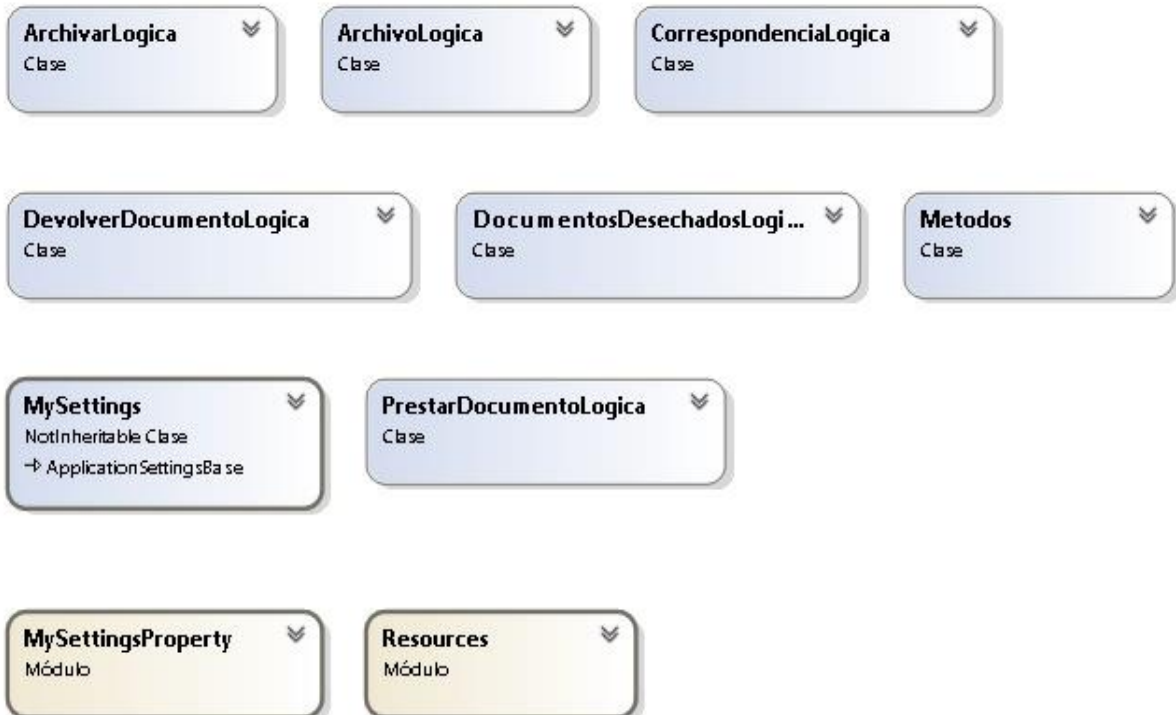 ArchivarLogica
Clase
ArchivoLogica
Clase
CorrespondenciaLogica
Clase
DevolverDocumentoLogica
Clase
DocumentosDesechadosLogi...
Clase
Metodos
Clase
MySettings
NotInheritable Clase
ApplicationSettingsBase
PrestarDocumentoLogica
Clase
MySettingsProperty
Módulo
Resources
Módulo